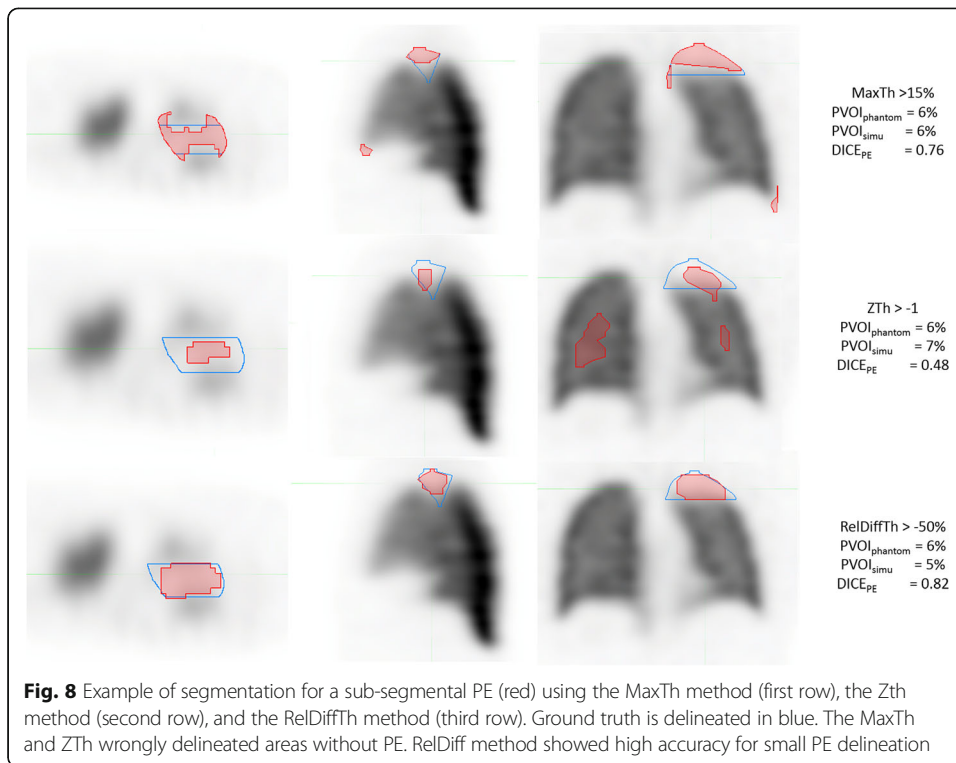 MaxTh >15%
PVOIphantom = 6%
PVOIsimu = 6%
DICEPE = 0.76
ZTh > -1
PVOIphantom = 6%
PVOIsimu = 7%
DICEPE = 0.48
RelDiffTh > -50%
PVOIphantom = 6%
PVOIsimu = 5%
DICEPE = 0.82
Fig. 8 Example of segmentation for a sub-segmental PE (red) using the MaxTh method (first row), the Zth
method (second row), and the RelDiffTh method (third row). Ground truth is delineated in blue. The MaxTh
and ZTh wrongly delineated areas without PE. RelDiff method showed high accuracy for small PE delineation